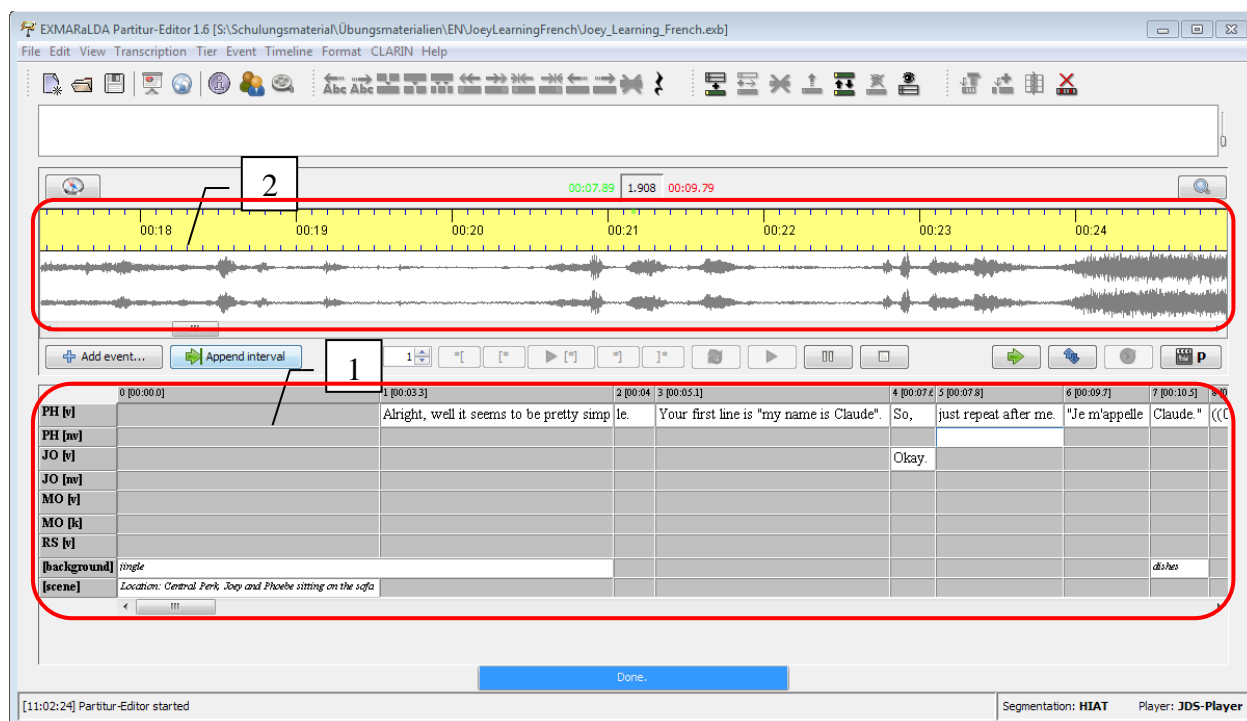 EXMARaLDA Partitur-Editor 1.6 [S:\Schulungsmaterial\Übungsmaterialien\EN\JoeyLearningFrench\Joey_Learning_French.exb]
File Edit View Transcription Tier Event Timeline Format CLARIN Help
Abc Abc
2
00:07.89 1.908 00:09.79
00:18 00:19 00:20 00:21 00:22 00:23 00:24
Add event... Append interval 1 *[ [* [*] *] ]* P
1
0 [00:00.0] 1 [00:03.3] 2 [00:04 3 [00:05.1] 4 [00:07.6 5 [00:07.8] 6 [00:09.7] 7 [00:10.5]
PH [v] Alright, well it seems to be pretty simp le. Your first line is "my name is Claude". So, just repeat after me. "Je m'appelle Claude."
PH [nv]
JO [v] Okay.
JO [nv]
MO [v]
MO [k]
RS [v]
[background] jingle dishes
[scene] Location: Central Perk, Joey and Phoebe sitting on the sofa
Done.
[11:02:24] Partitur-Editor started Segmentation: HIAT Player: JDS-Player